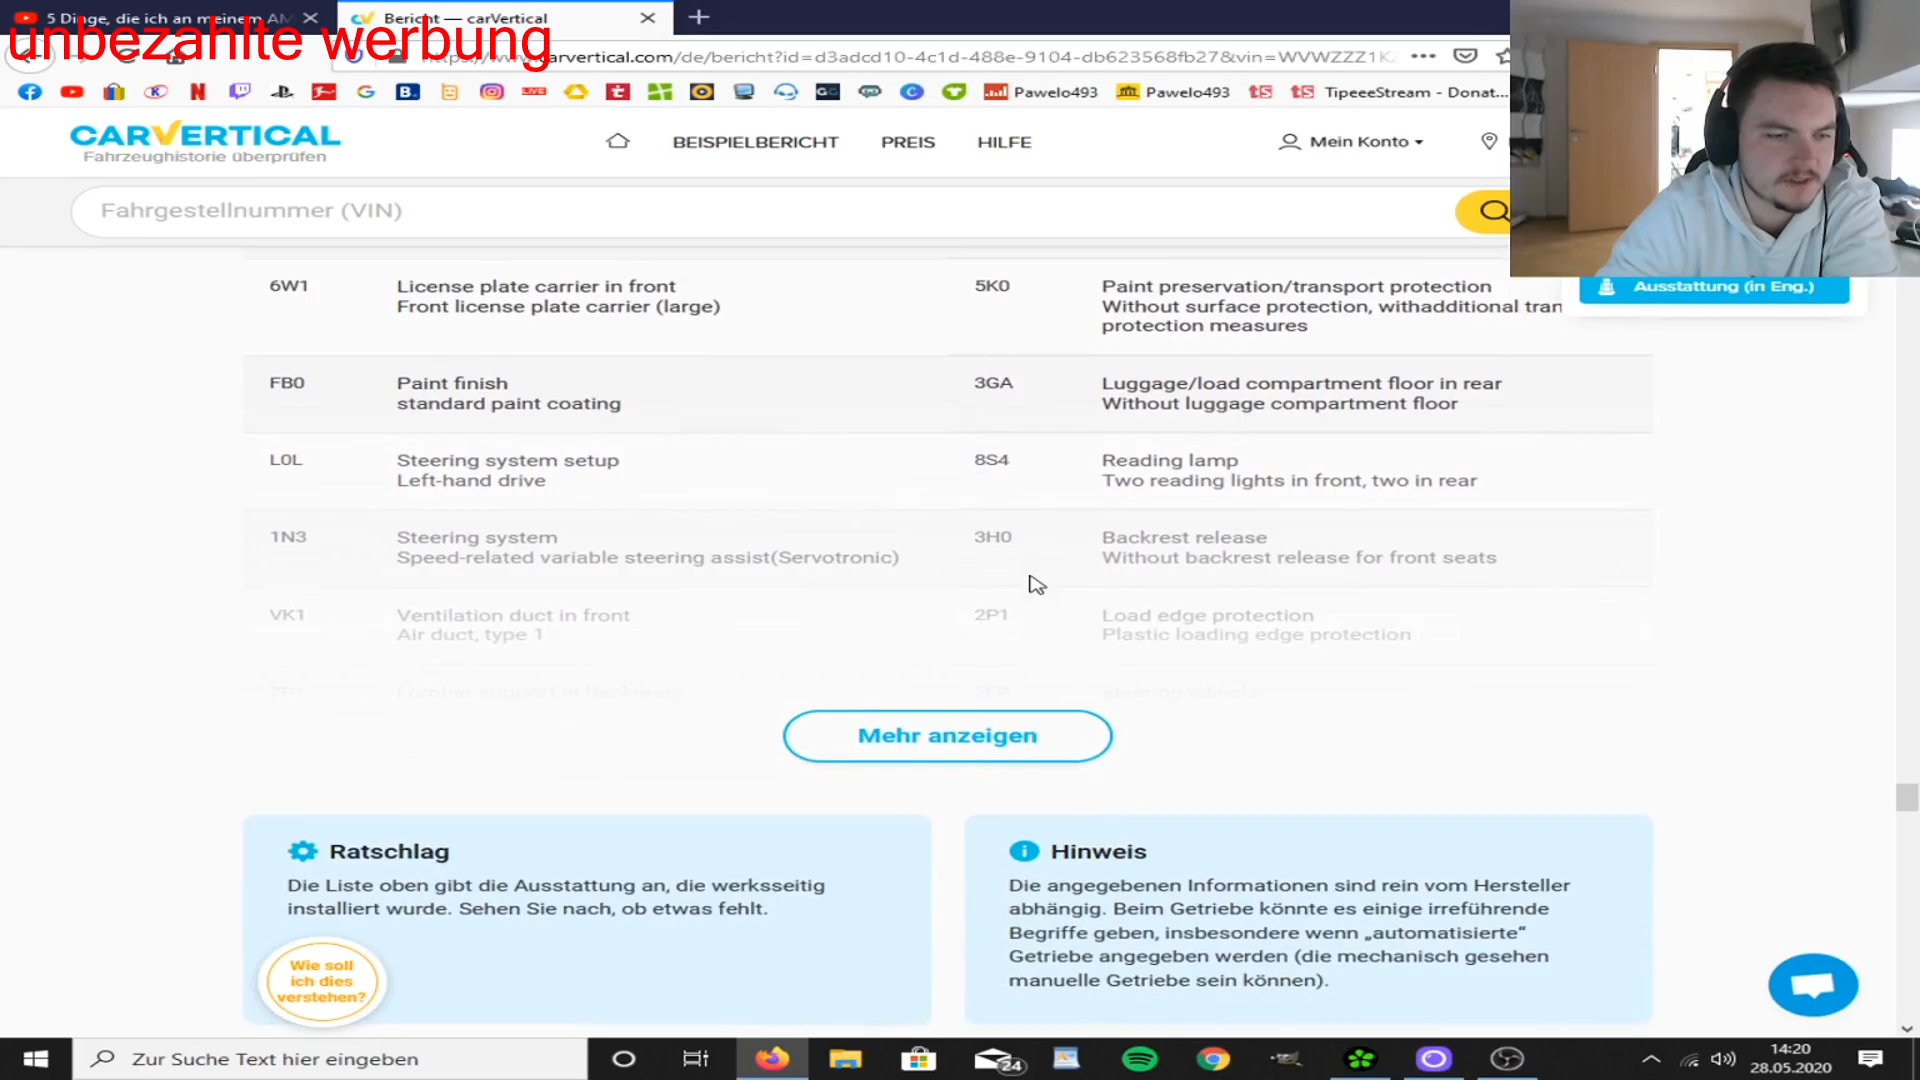 5 Dinge, die ich an meinem AM
Bericht — carVertical
unbezahlte werbung
carvertical.com/de/bericht?id=d3adcd10-4c1d-488e-9104-db623568fb27&vin=WVWZZZ1KZ
Pawelo493
Pawelo493
TipeeeStream - Donat...
CARVERTICAL
Fahrzeughistorie überprüfen
BEISPIELBERICHT
PREIS
HILFE
Mein Konto
Fahrgestellnummer (VIN)
Ausstattung (in Eng.)
6W1
License plate carrier in front
Front license plate carrier (large)
5K0
Paint preservation/transport protection
Without surface protection, withadditional tran
protection measures
FB0
Paint finish
standard paint coating
3GA
Luggage/load compartment floor in rear
Without luggage compartment floor
L0L
Steering system setup
Left-hand drive
8S4
Reading lamp
Two reading lights in front, two in rear
1N3
Steering system
Speed-related variable steering assist(Servotronic)
3H0
Backrest release
Without backrest release for front seats
VK1
Ventilation duct in front
Air duct, type 1
2P1
Load edge protection
Plastic loading edge protection
Mehr anzeigen
Ratschlag
Die Liste oben gibt die Ausstattung an, die werksseitig
installiert wurde. Sehen Sie nach, ob etwas fehlt.
Wie soll
ich dies
verstehen?
Hinweis
Die angegebenen Informationen sind rein vom Hersteller
abhängig. Beim Getriebe könnte es einige irreführende
Begriffe geben, insbesondere wenn „automatisierte“
Getriebe angegeben werden (die mechanisch gesehen
manuelle Getriebe sein können).
Zur Suche Text hier eingeben
24
14:20
28.05.2020